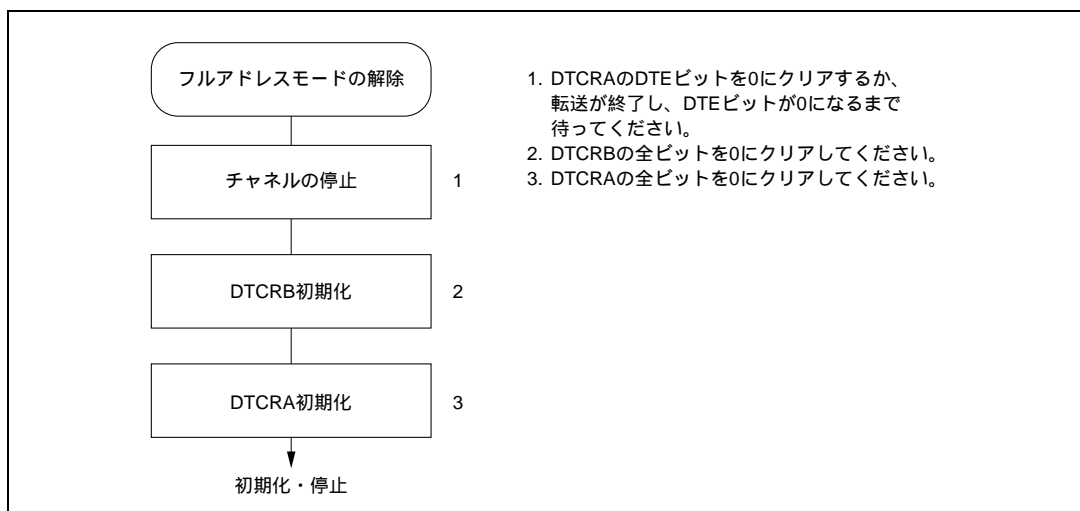 フルアドレスモードの解除
チャネルの停止 1
DTCRB初期化 2
DTCRA初期化 3
初期化・停止
1. DTCRAのDTEビットを0にクリアするか、
転送が終了し、DTEビットが0になるまで
待ってください。
2. DTCRBの全ビットを0にクリアしてください。
3. DTCRAの全ビットを0にクリアしてください。